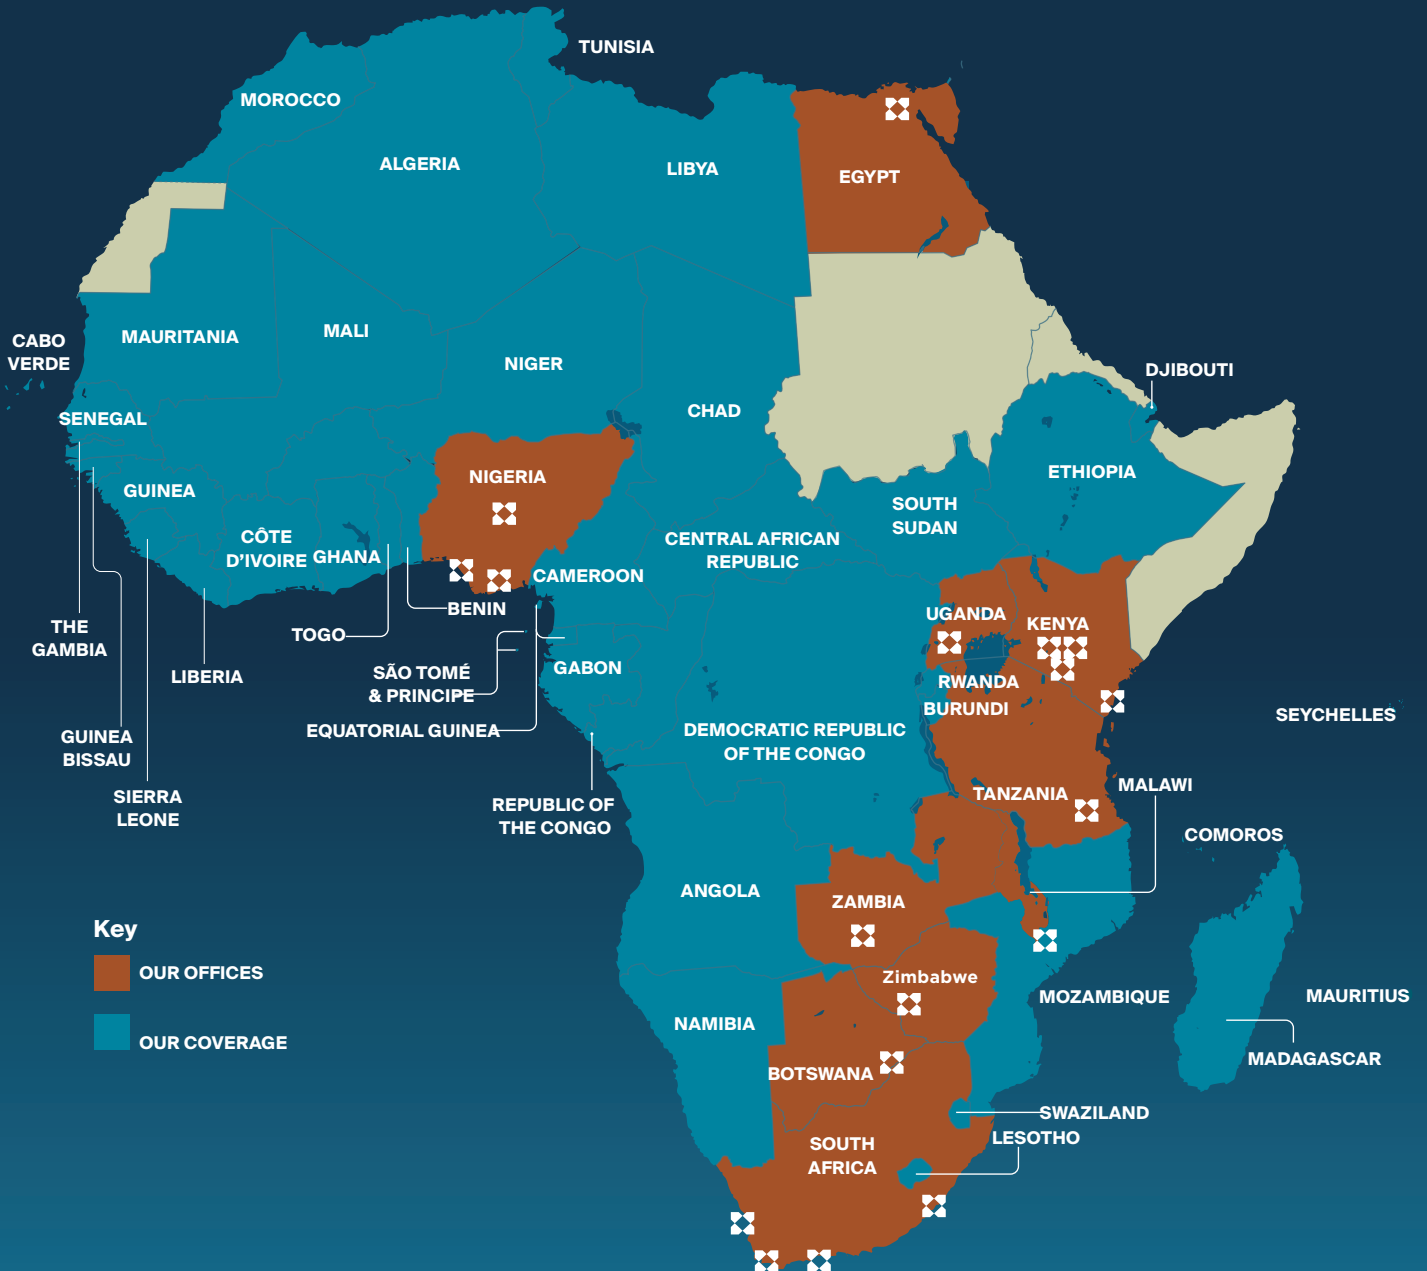 TUNISIA
MOROCCO
ALGERIA
LIBYA
EGYPT
CABO
VERDE
MAURITANIA
MALI
NIGER
CHAD
DJIBOUTI
SENEGAL
NIGERIA
ETHIOPIA
GUINEA
SOUTH
SUDAN
CÔTE
D'IVOIRE
GHANA
CENTRAL AFRICAN
REPUBLIC
CAMEROON
BENIN
UGANDA
KENYA
THE
GAMBIA
TOGO
LIBERIA
SÃO TOMÉ
& PRINCIPE
GABON
RWANDA
BURUNDI
SEYCHELLES
GUINEA
BISSAU
EQUATORIAL GUINEA
DEMOCRATIC REPUBLIC
OF THE CONGO
SIERRA
LEONE
REPUBLIC OF
THE CONGO
TANZANIA
MALAWI
COMOROS
ANGOLA
ZAMBIA
Key
OUR OFFICES
OUR COVERAGE
Zimbabwe
MOZAMBIQUE
MAURITIUS
NAMIBIA
MADAGASCAR
BOTSWANA
SWAZILAND
LESOTHO
SOUTH
AFRICA